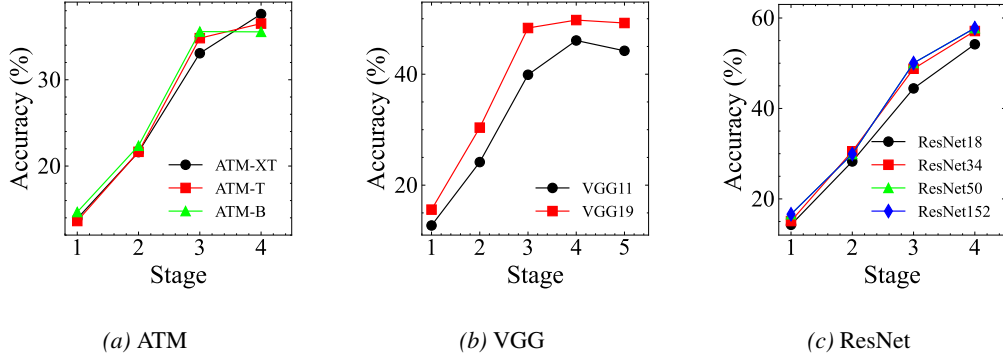 Accuracy (%)
38
20
1 2 3 4
Stage
ATM-XT
ATM-T
ATM-B
(a) ATM
Accuracy (%)
40
20
1 2 3 4 5
Stage
VGG11
VGG19
(b) VGG
Accuracy (%)
60
40
20
1 2 3 4
Stage
ResNet18
ResNet34
ResNet50
ResNet152
(c) ResNet